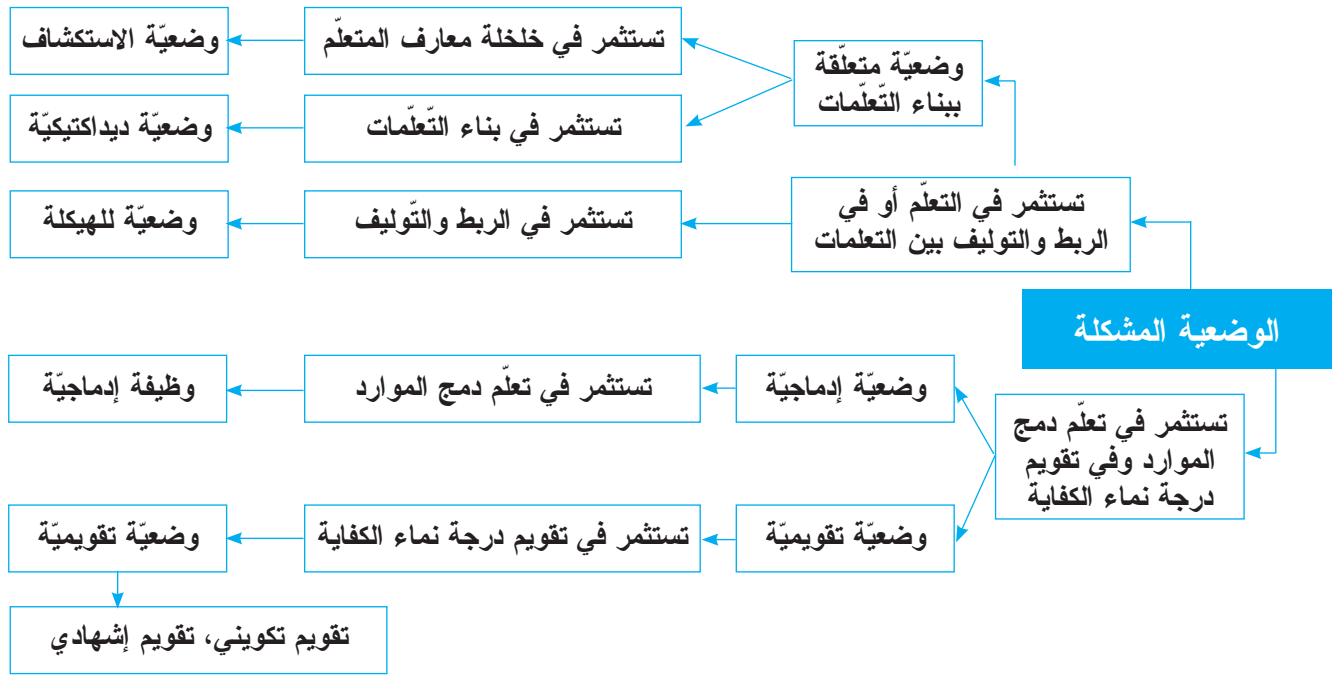 الوضعية المشكلة
تستثمر في التعلّم أو في
الربط والتوليف بين التعلمات
وضعيّة متعلّقة
ببناء التّعلّمات
تستثمر في خلخلة معارف المتعلّم
وضعيّة الاستكشاف
تستثمر في بناء التّعلّمات
وضعيّة ديداكتيكيّة
تستثمر في الربط والتّوليف
وضعيّة للهيكلة
تستثمر في تعلّم دمج
الموارد وفي تقويم
درجة نماء الكفاية
وضعيّة إدماجيّة
تستثمر في تعلّم دمج الموارد
وظيفة إدماجيّة
وضعيّة تقويميّة
تستثمر في تقويم درجة نماء الكفاية
وضعيّة تقويميّة
تقويم تكويني، تقويم إشهادي